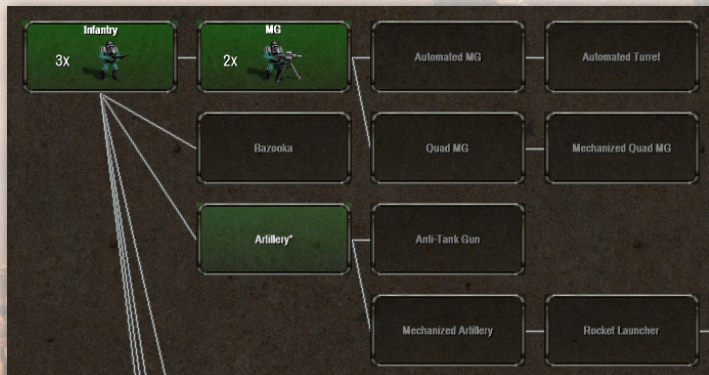 Infantry
MG
Automated MG
Automated Turret
3x
2x
Bazooka
Quad MG
Mechanized Quad MG
Artillery*
Anti-Tank Gun
Mechanized Artillery
Rocket Launcher